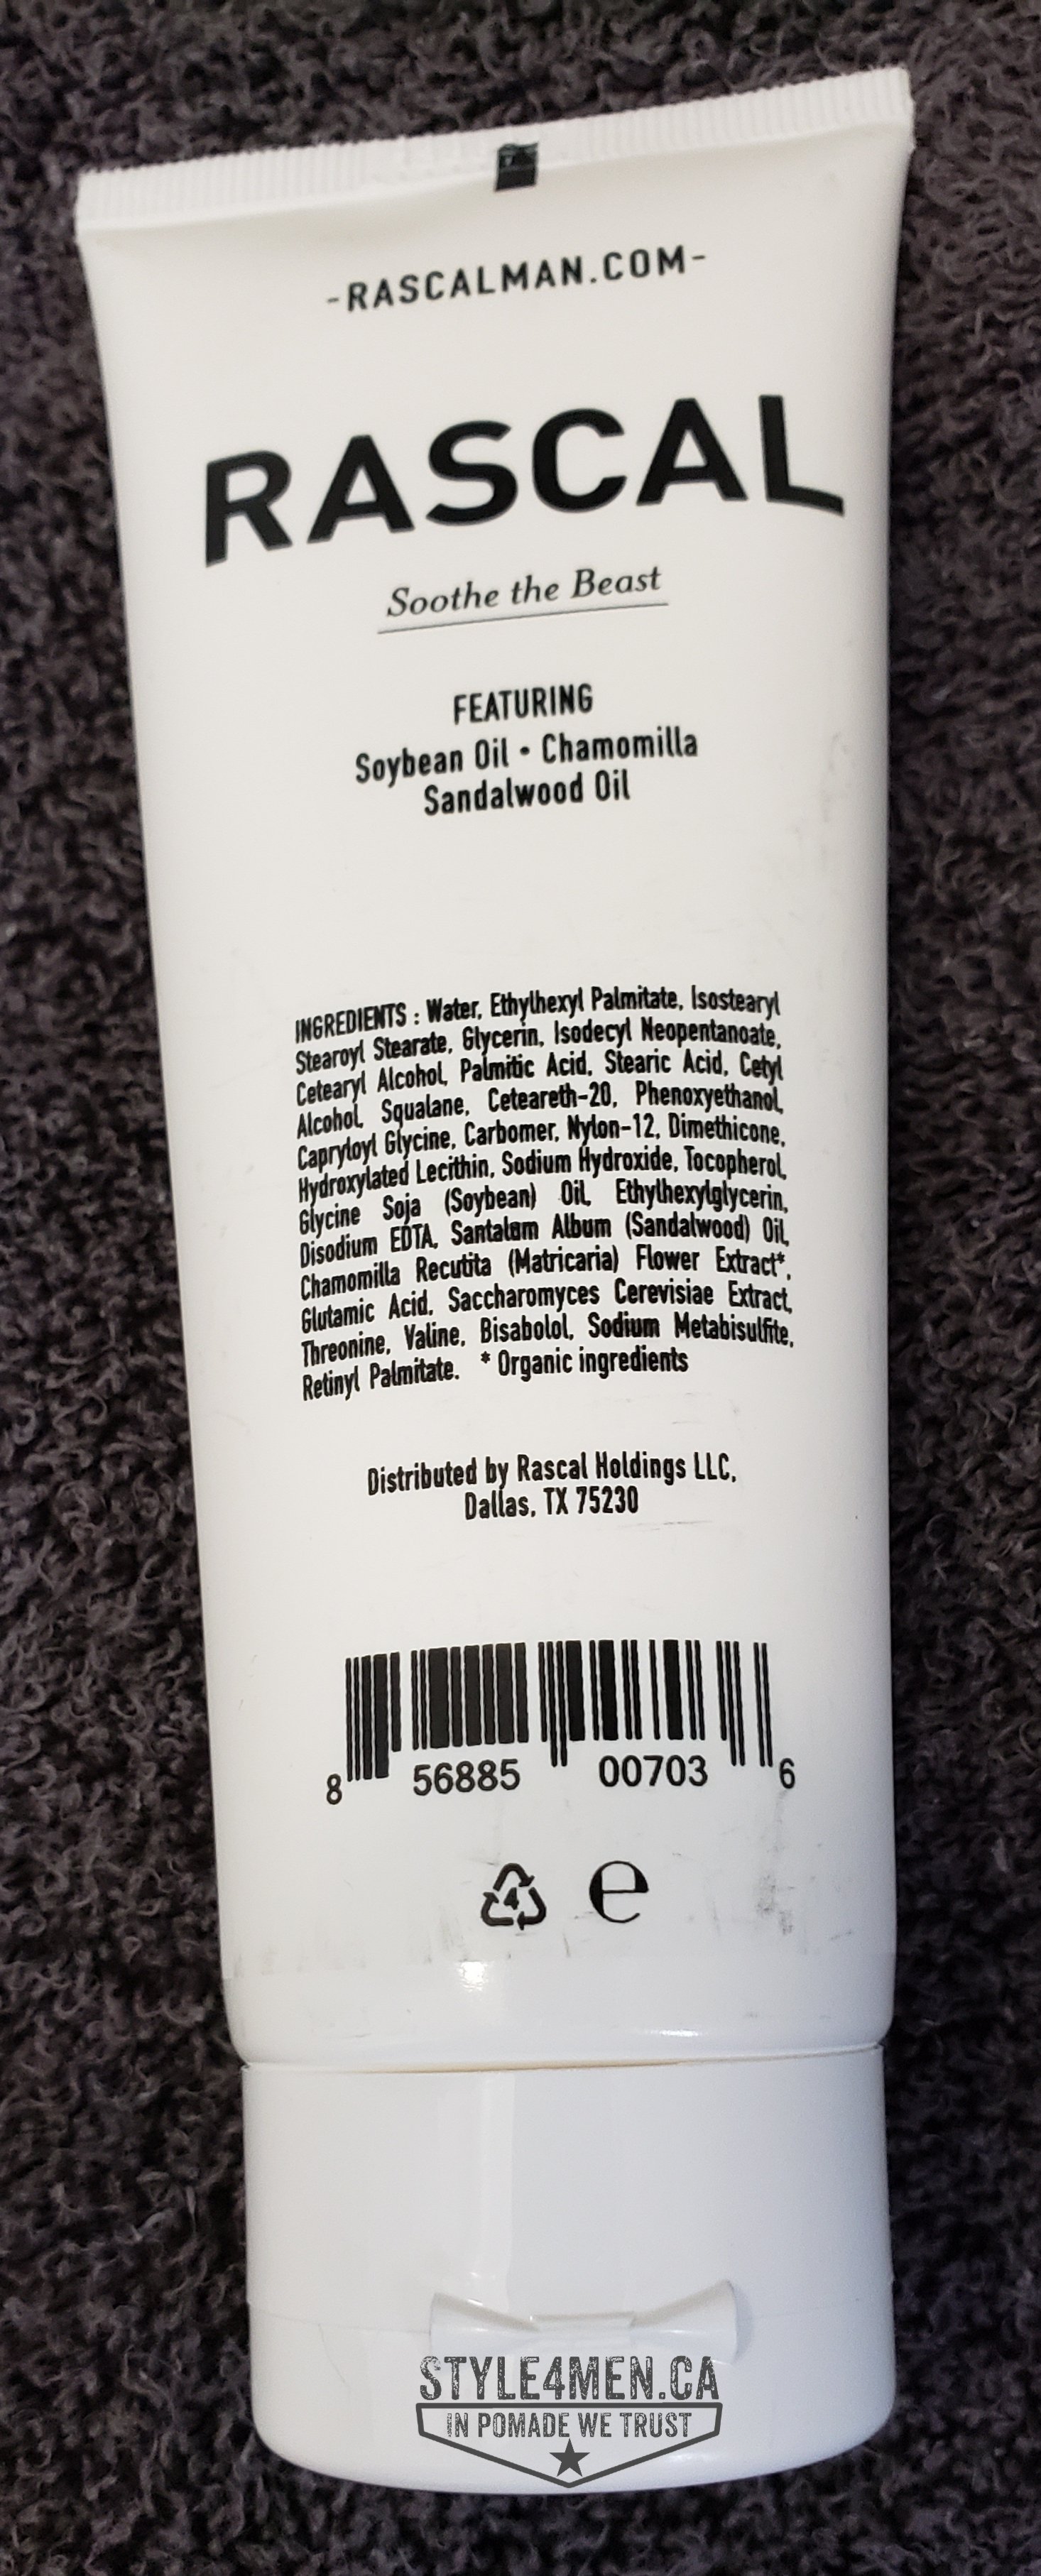 -RASCALMAN.COM-
RASCAL
Soothe the Beast
FEATURING
Soybean Oil • Chamomilla
Sandalwood Oil
INGREDIENTS : Water, Ethylhexyl Palmitate, Isostearyl
Stearoyl Stearate, Glycerin, Isodecyl Neopentanoate,
Cetearyl Alcohol, Palmitic Acid, Stearic Acid, Cetyl
Alcohol, Squalane, Ceteareth-20, Phenoxyethanol,
Capryloyl Glycine, Carbomer, Nylon-12, Dimethicone,
Hydroxylated Lecithin, Sodium Hydroxide, Tocopherol,
Glycine Soja (Soybean) Oil, Ethylhexylglycerin,
Disodium EDTA, Santalum Album (Sandalwood) Oil,
Chamomilla Recutita (Matricaria) Flower Extract*,
Glutamic Acid, Saccharomyces Cerevisiae Extract,
Threonine, Valine, Bisabolol, Sodium Metabisulfite,
Retinyl Palmitate. * Organic ingredients
Distributed by Rascal Holdings LLC,
Dallas, TX 75230
8 56885 00703 6
4 e
STYLE4MEN.CA
IN POMADE WE TRUST